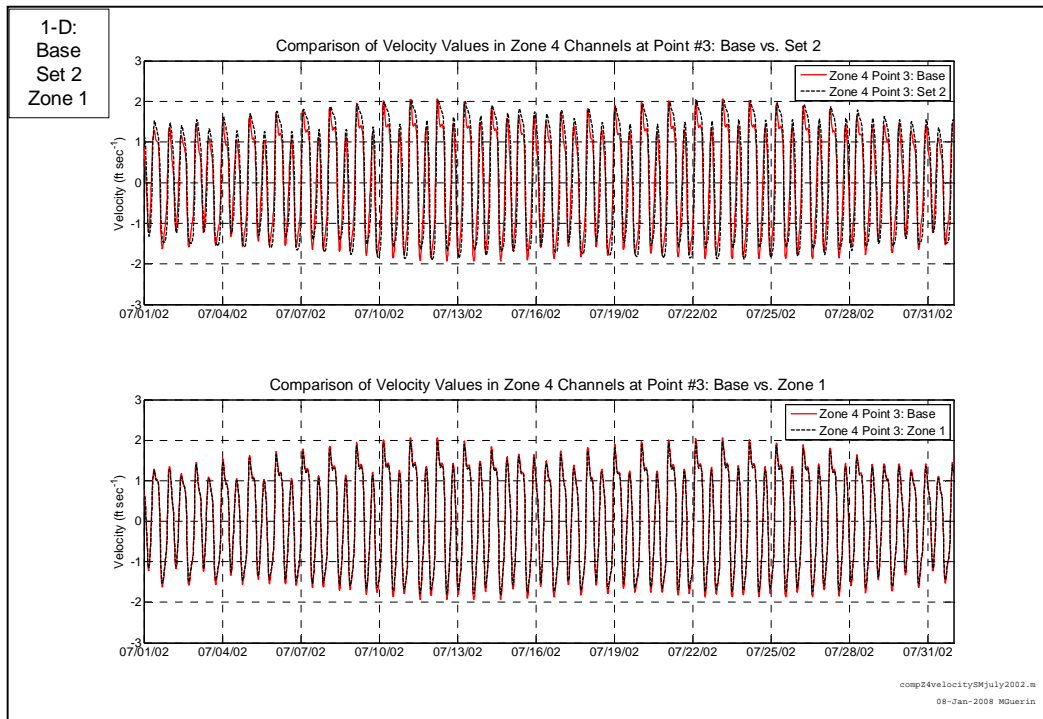 1-D:
Base
Set 2
Zone 1
Comparison of Velocity Values in Zone 4 Channels at Point #3: Base vs. Set 2
Zone 4 Point 3: Base
Zone 4 Point 3: Set 2
Velocity (ft sec-1)
3
2
1
0
-1
-2
-3
07/01/02 07/04/02 07/07/02 07/10/02 07/13/02 07/16/02 07/19/02 07/22/02 07/25/02 07/28/02 07/31/02
Comparison of Velocity Values in Zone 4 Channels at Point #3: Base vs. Zone 1
Zone 4 Point 3: Base
Zone 4 Point 3: Zone 1
Velocity (ft sec-1)
3
2
1
0
-1
-2
-3
07/01/02 07/04/02 07/07/02 07/10/02 07/13/02 07/16/02 07/19/02 07/22/02 07/25/02 07/28/02 07/31/02
compZ4velocitySMjuly2002.m
08-Jan-2008 MGuerin